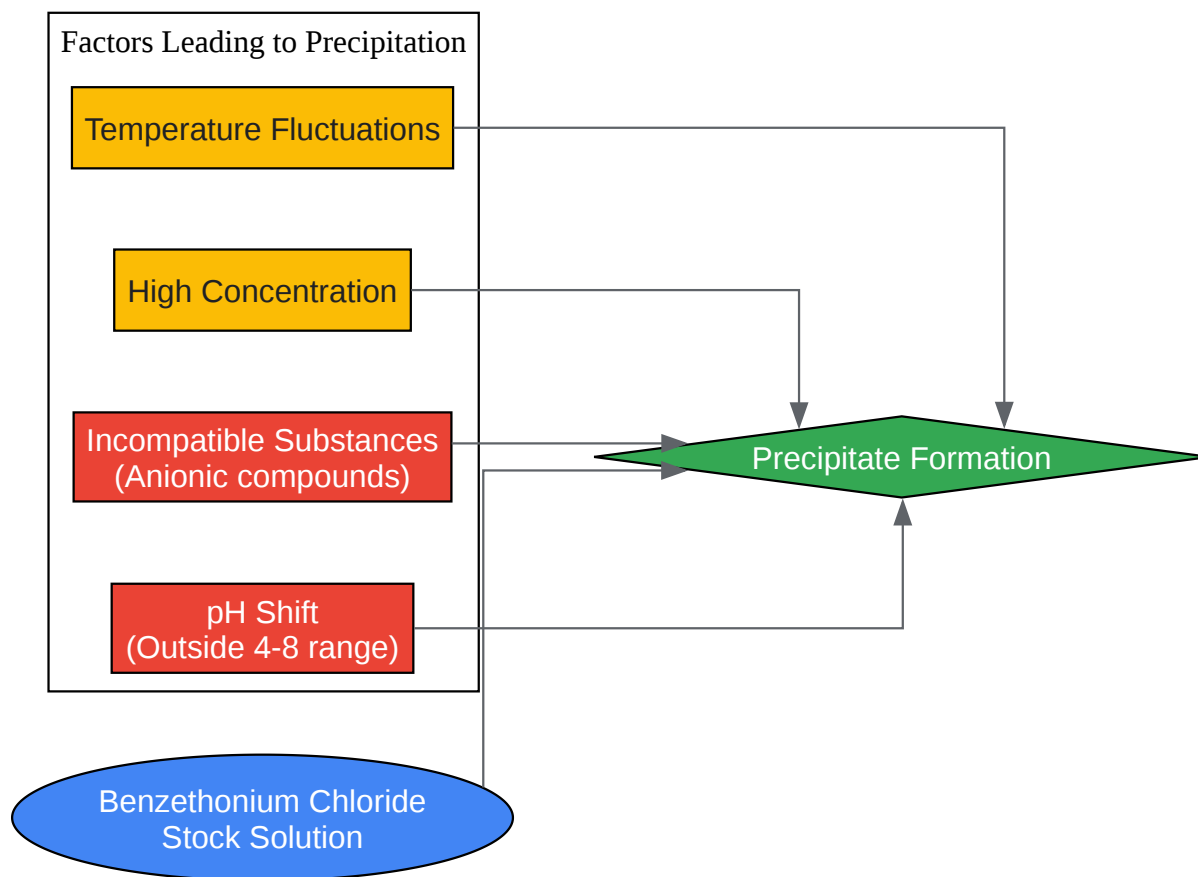 Factors Leading to Precipitation
Temperature Fluctuations
High Concentration
Incompatible Substances
(Anionic compounds)
Precipitate Formation
pH Shift
(Outside 4-8 range)
Benzethonium Chloride
Stock Solution